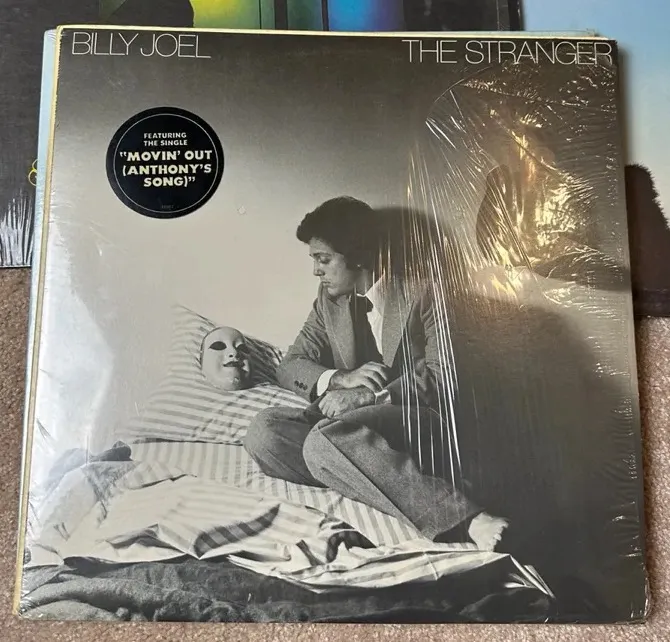 BILLY JOEL
THE STRANGER
FEATURING
THE SINGLE
"MOVIN' OUT
(ANTHONY'S
SONG)"